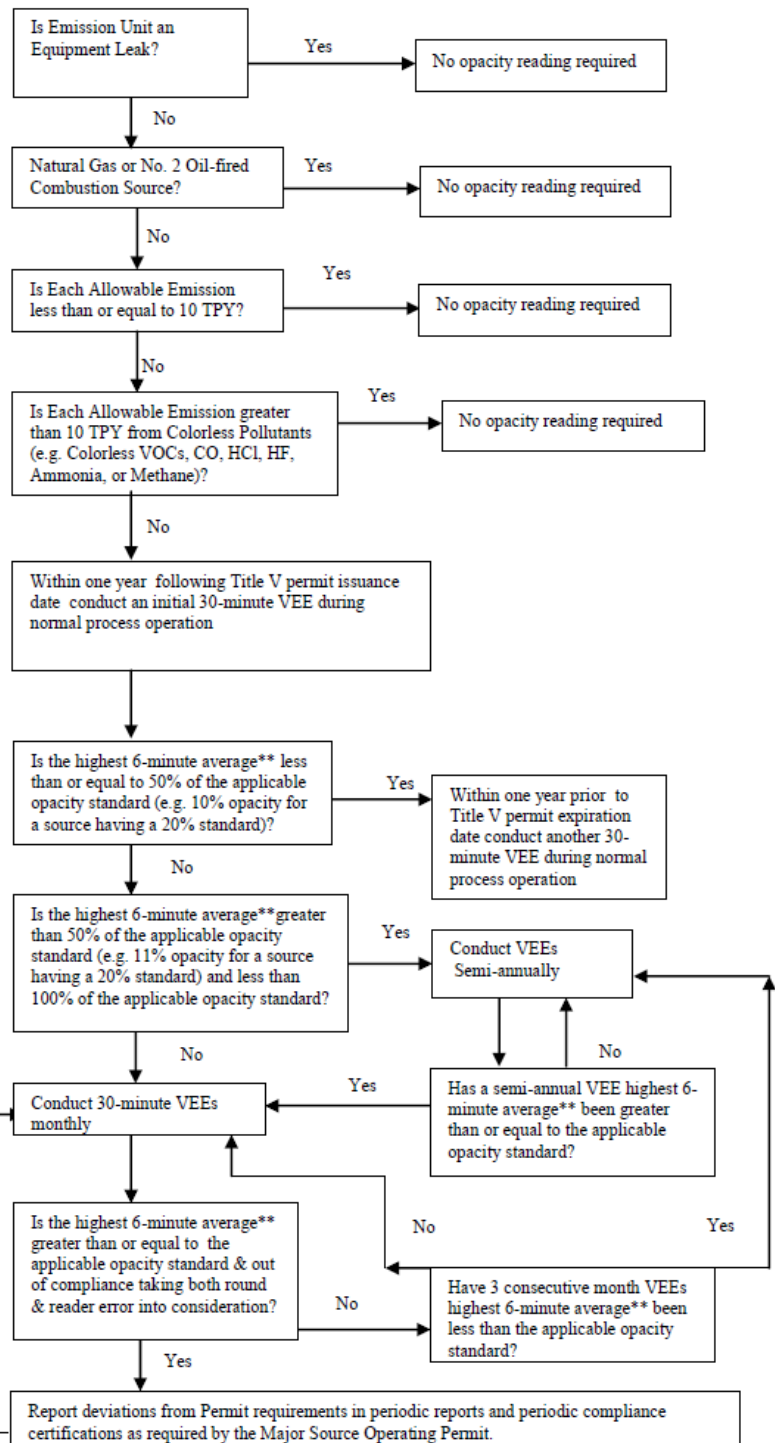 Is Emission Unit an
Equipment Leak?
Yes
No opacity reading required
No
Natural Gas or No. 2 Oil-fired
Combustion Source?
Yes
No opacity reading required
No
Is Each Allowable Emission
less than or equal to 10 TPY?
Yes
No opacity reading required
No
Is Each Allowable Emission greater
than 10 TPY from Colorless Pollutants
(e.g. Colorless VOCs, CO, HCl, HF,
Ammonia, or Methane)?
Yes
No opacity reading required
No
Within one year following Title V permit issuance
date conduct an initial 30-minute VEE during
normal process operation
Is the highest 6-minute average** less
than or equal to 50% of the applicable
opacity standard (e.g. 10% opacity for
a source having a 20% standard)?
Yes
Within one year prior to
Title V permit expiration
date conduct another 30-
minute VEE during normal
process operation
No
Is the highest 6-minute average**greater
than 50% of the applicable opacity
standard (e.g. 11% opacity for a source
having a 20% standard) and less than
100% of the applicable opacity standard?
Yes
Conduct VEEs
Semi-annually
No
No
Conduct 30-minute VEEs
monthly
Yes
Has a semi-annual VEE highest 6-
minute average** been greater
than or equal to the applicable
opacity standard?
Is the highest 6-minute average**
greater than or equal to the
applicable opacity standard & out
of compliance taking both round
& reader error into consideration?
No
Yes
No
Have 3 consecutive month VEEs
highest 6-minute average** been
less than the applicable opacity
standard?
Yes
Report deviations from Permit requirements in periodic reports and periodic compliance
certifications as required by the Major Source Operating Permit.